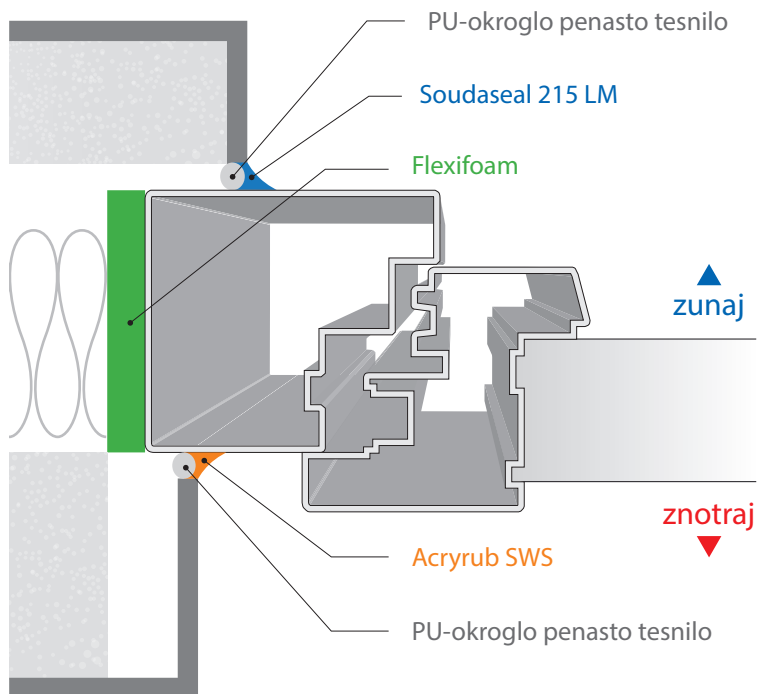 PU-okroglo penasto tesnilo
Soudaseal 215 LM
Flexifoam
zunaj
znotraj
Acryrub SWS
PU-okroglo penasto tesnilo